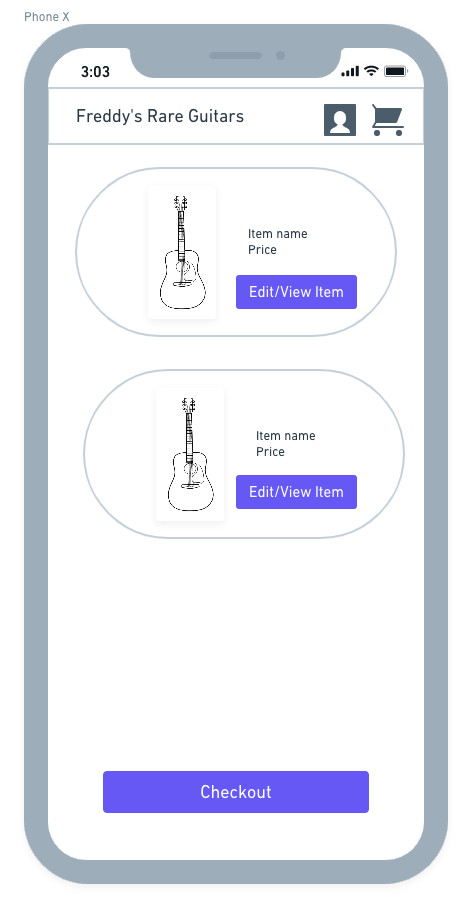 Phone X
3:03
Freddy's Rare Guitars
Item name
Price
Edit/View Item
Item name
Price
Edit/View Item
Checkout